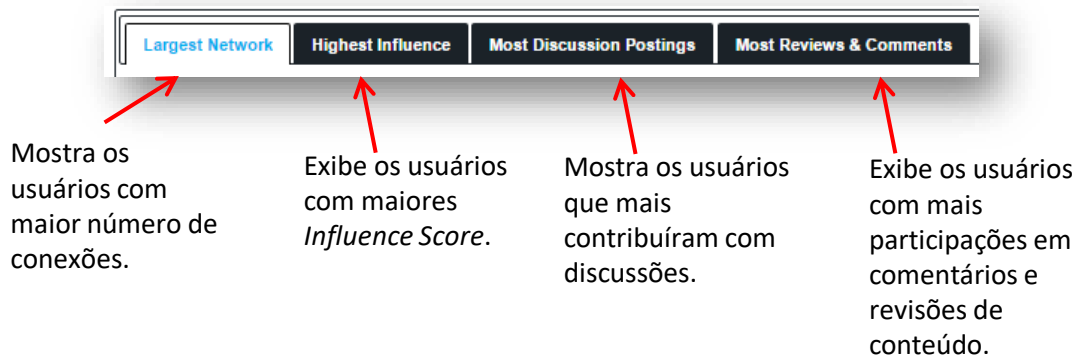 Largest Network
Highest Influence
Most Discussion Postings
Most Reviews & Comments
Mostra os
usuários com
maior número de
conexões.
Exibe os usuários
com maiores
Influence Score.
Mostra os usuários
que mais
contribuíram com
discussões.
Exibe os usuários
com mais
participações em
comentários e
revisões de
conteúdo.